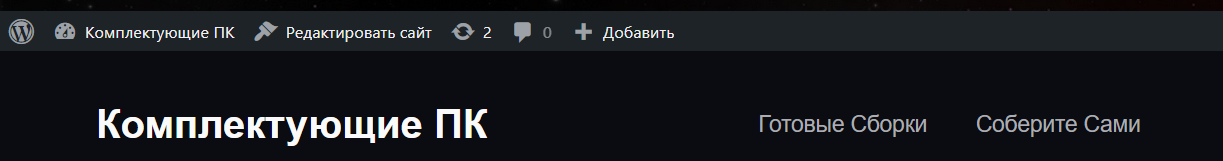 Комплектующие ПК Редактировать сайт 2 0 Добавить
Комплектующие ПК Готовые Сборки Соберите Сами